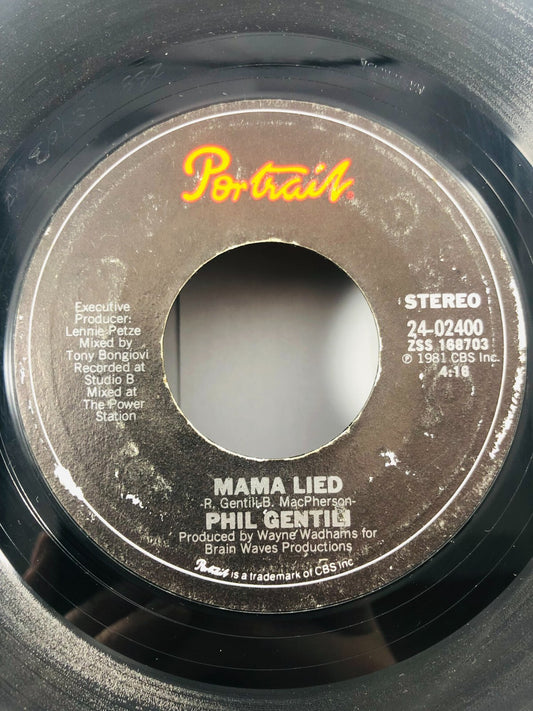 Portrait
STEREO
24-02400
ZSS 168703
℗ 1981 CBS Inc.
4:16
Executive
Producer:
Lennie Petze
Mixed by
Tony Bongiovi
Recorded at
Studio B
Mixed at
The Power
Station
MAMA LIED
-R. Gentili-B. MacPherson-
PHIL GENTILI
Produced by Wayne Wadhams for
Brain Waves Productions
Portrait is a trademark of CBS Inc